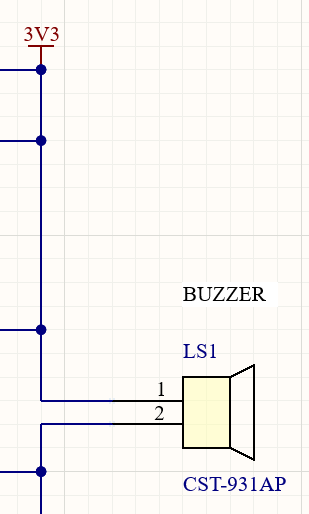 3V3
BUZZER
LS1
1
2
CST-931AP